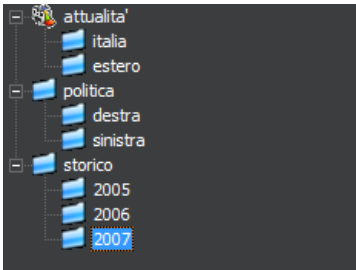 attualita'
italia
estero
politica
destra
sinistra
storico
2005
2006
2007